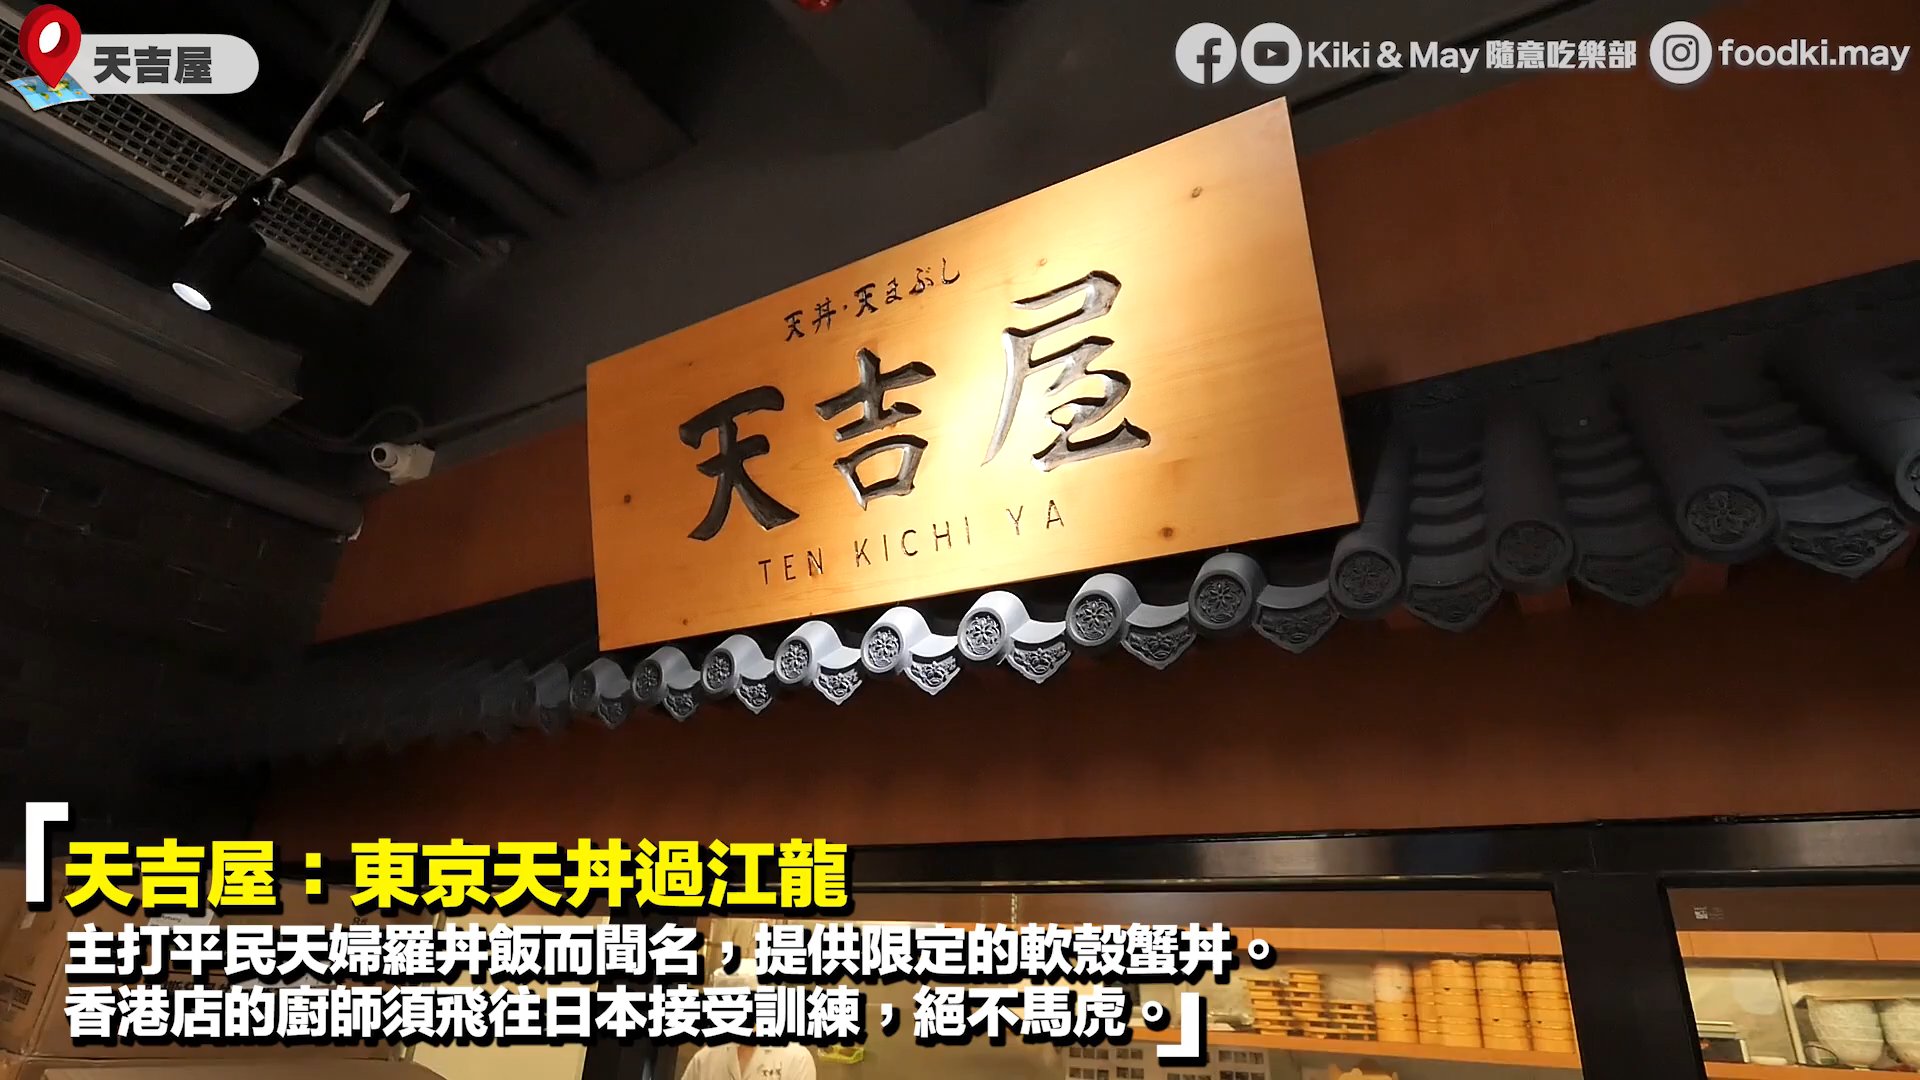 天吉屋
Kiki & May 隨意吃樂部
foodki.may
天丼・天まぶし
天吉屋
TEN KICHI YA
「天吉屋：東京天丼過江龍
主打平民天婦羅丼飯而聞名，提供限定的軟殼蟹丼。
香港店的廚師須飛往日本接受訓練，絕不馬虎。」